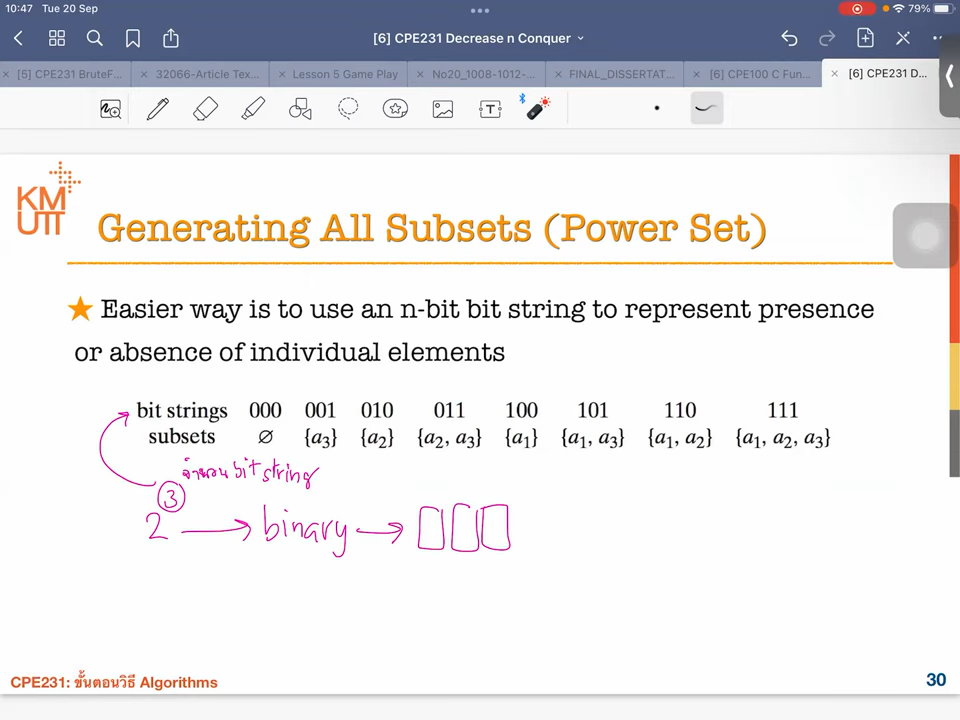 10:47 Tue 20 Sep
79%
[6] CPE231 Decrease n Conquer
[5] CPE231 BruteF...
32066-Article Tex...
Lesson 5 Game Play
No20_1008-1012-...
FINAL_DISSERTAT...
[6] CPE100 C Fun...
[6] CPE231 D...
KM
UTT
Generating All Subsets (Power Set)
★ Easier way is to use an n-bit bit string to represent presence
or absence of individual elements
bit strings 000 001 010 011 100 101 110 111
subsets ∅ {a3} {a2} {a2, a3} {a1} {a1, a3} {a1, a2} {a1, a2, a3}
จำนวน bit string
2³ → binary →
CPE231: ขั้นตอนวิธี Algorithms
30